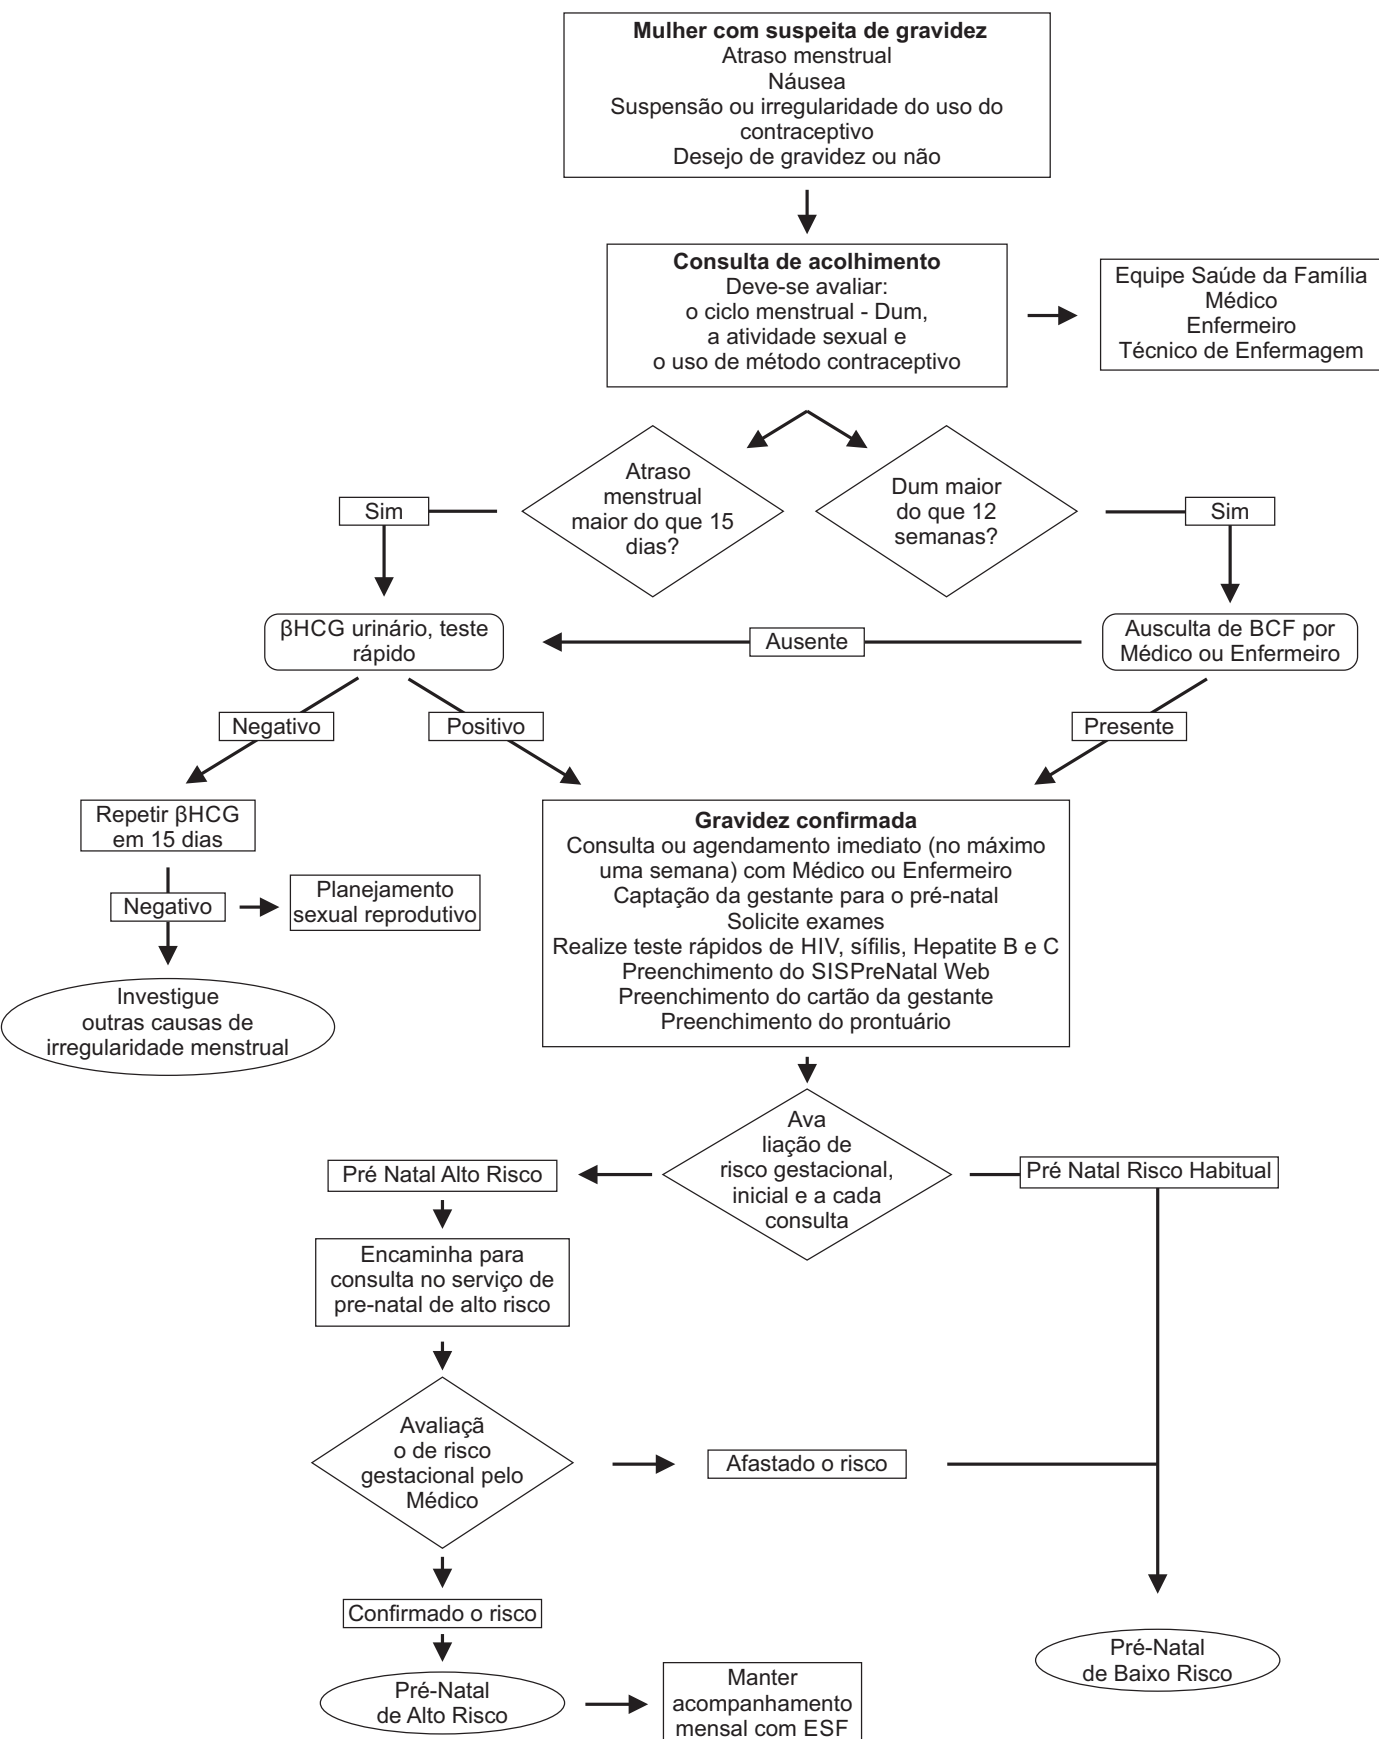 Mulher com suspeita de gravidez
Atraso menstrual
Náusea
Suspensão ou irregularidade do uso do
contraceptivo
Desejo de gravidez ou não
Consulta de acolhimento
Deve-se avaliar:
o ciclo menstrual - Dum,
a atividade sexual e
o uso de método contraceptivo
Equipe Saúde da Família
Médico
Enfermeiro
Técnico de Enfermagem
Atraso
menstrual
maior do que 15
dias?
Dum maior
do que 12
semanas?
Sim
Sim
βHCG urinário, teste
rápido
Ausente
Ausculta de BCF por
Médico ou Enfermeiro
Negativo
Positivo
Presente
Repetir βHCG
em 15 dias
Negativo
Planejamento
sexual reprodutivo
Investigue
outras causas de
irregularidade menstrual
Gravidez confirmada
Consulta ou agendamento imediato (no máximo
uma semana) com Médico ou Enfermeiro
Captação da gestante para o pré-natal
Solicite exames
Realize teste rápidos de HIV, sífilis, Hepatite B e C
Preenchimento do SISPreNatal Web
Preenchimento do cartão da gestante
Preenchimento do prontuário
Ava
liação de
risco gestacional,
inicial e a cada
consulta
Pré Natal Alto Risco
Pré Natal Risco Habitual
Encaminha para
consulta no serviço de
pre-natal de alto risco
Avaliaçã
o de risco
gestacional pelo
Médico
Afastado o risco
Confirmado o risco
Pré-Natal
de Alto Risco
Manter
acompanhamento
mensal com ESF
Pré-Natal
de Baixo Risco